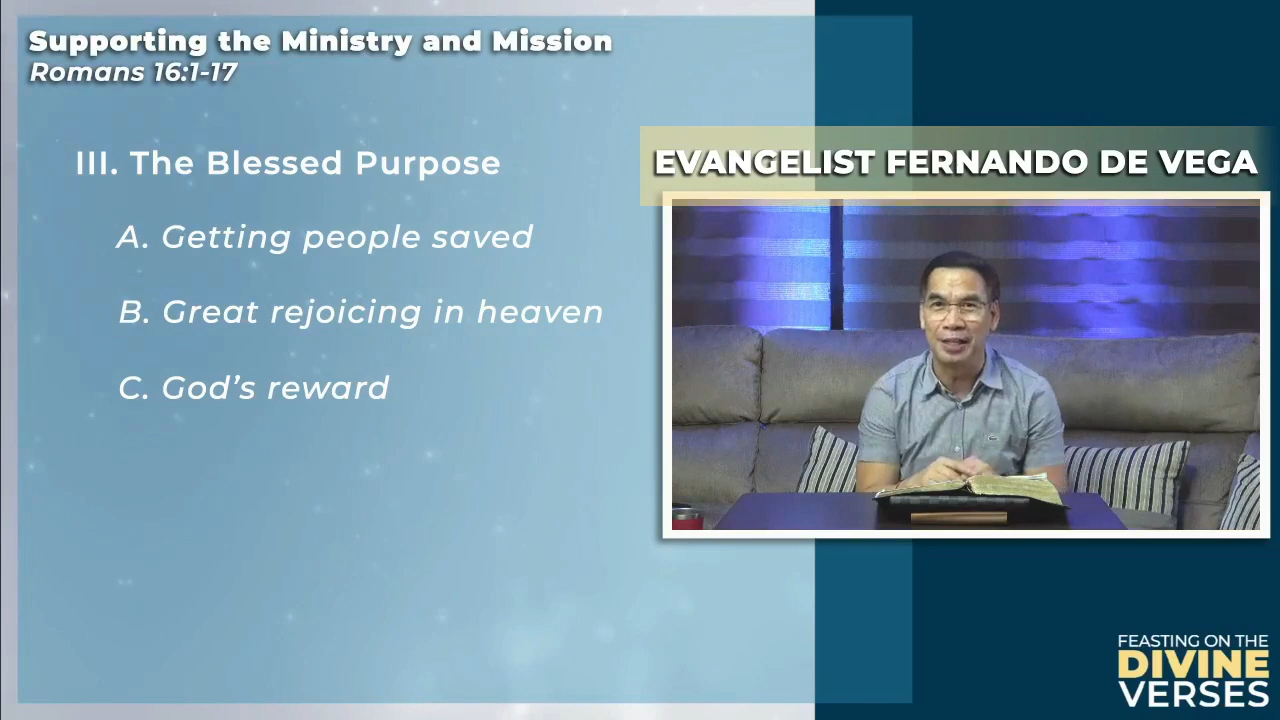 Supporting the Ministry and Mission
Romans 16:1-17
III. The Blessed Purpose
A. Getting people saved
B. Great rejoicing in heaven
C. God’s reward
EVANGELIST FERNANDO DE VEGA
FEASTING ON THE
DIVINE
VERSES